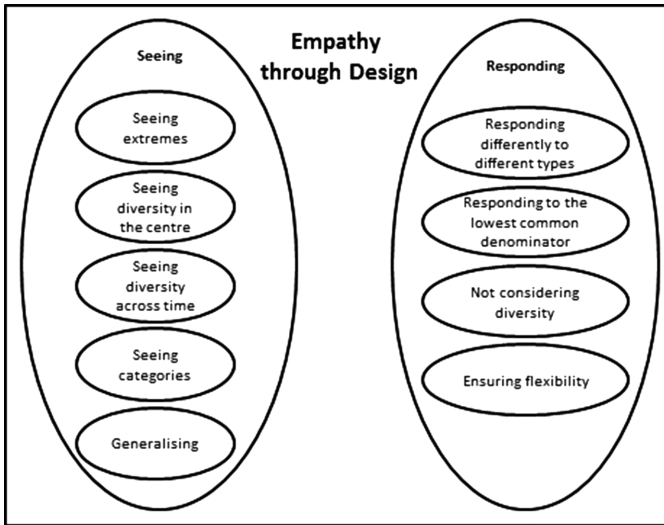 Empathy
through Design
Seeing
Seeing
extremes
Seeing
diversity in
the centre
Seeing
diversity
across time
Seeing
categories
Generalising
Responding
Responding
differently to
different types
Responding to the
lowest common
denominator
Not considering
diversity
Ensuring flexibility